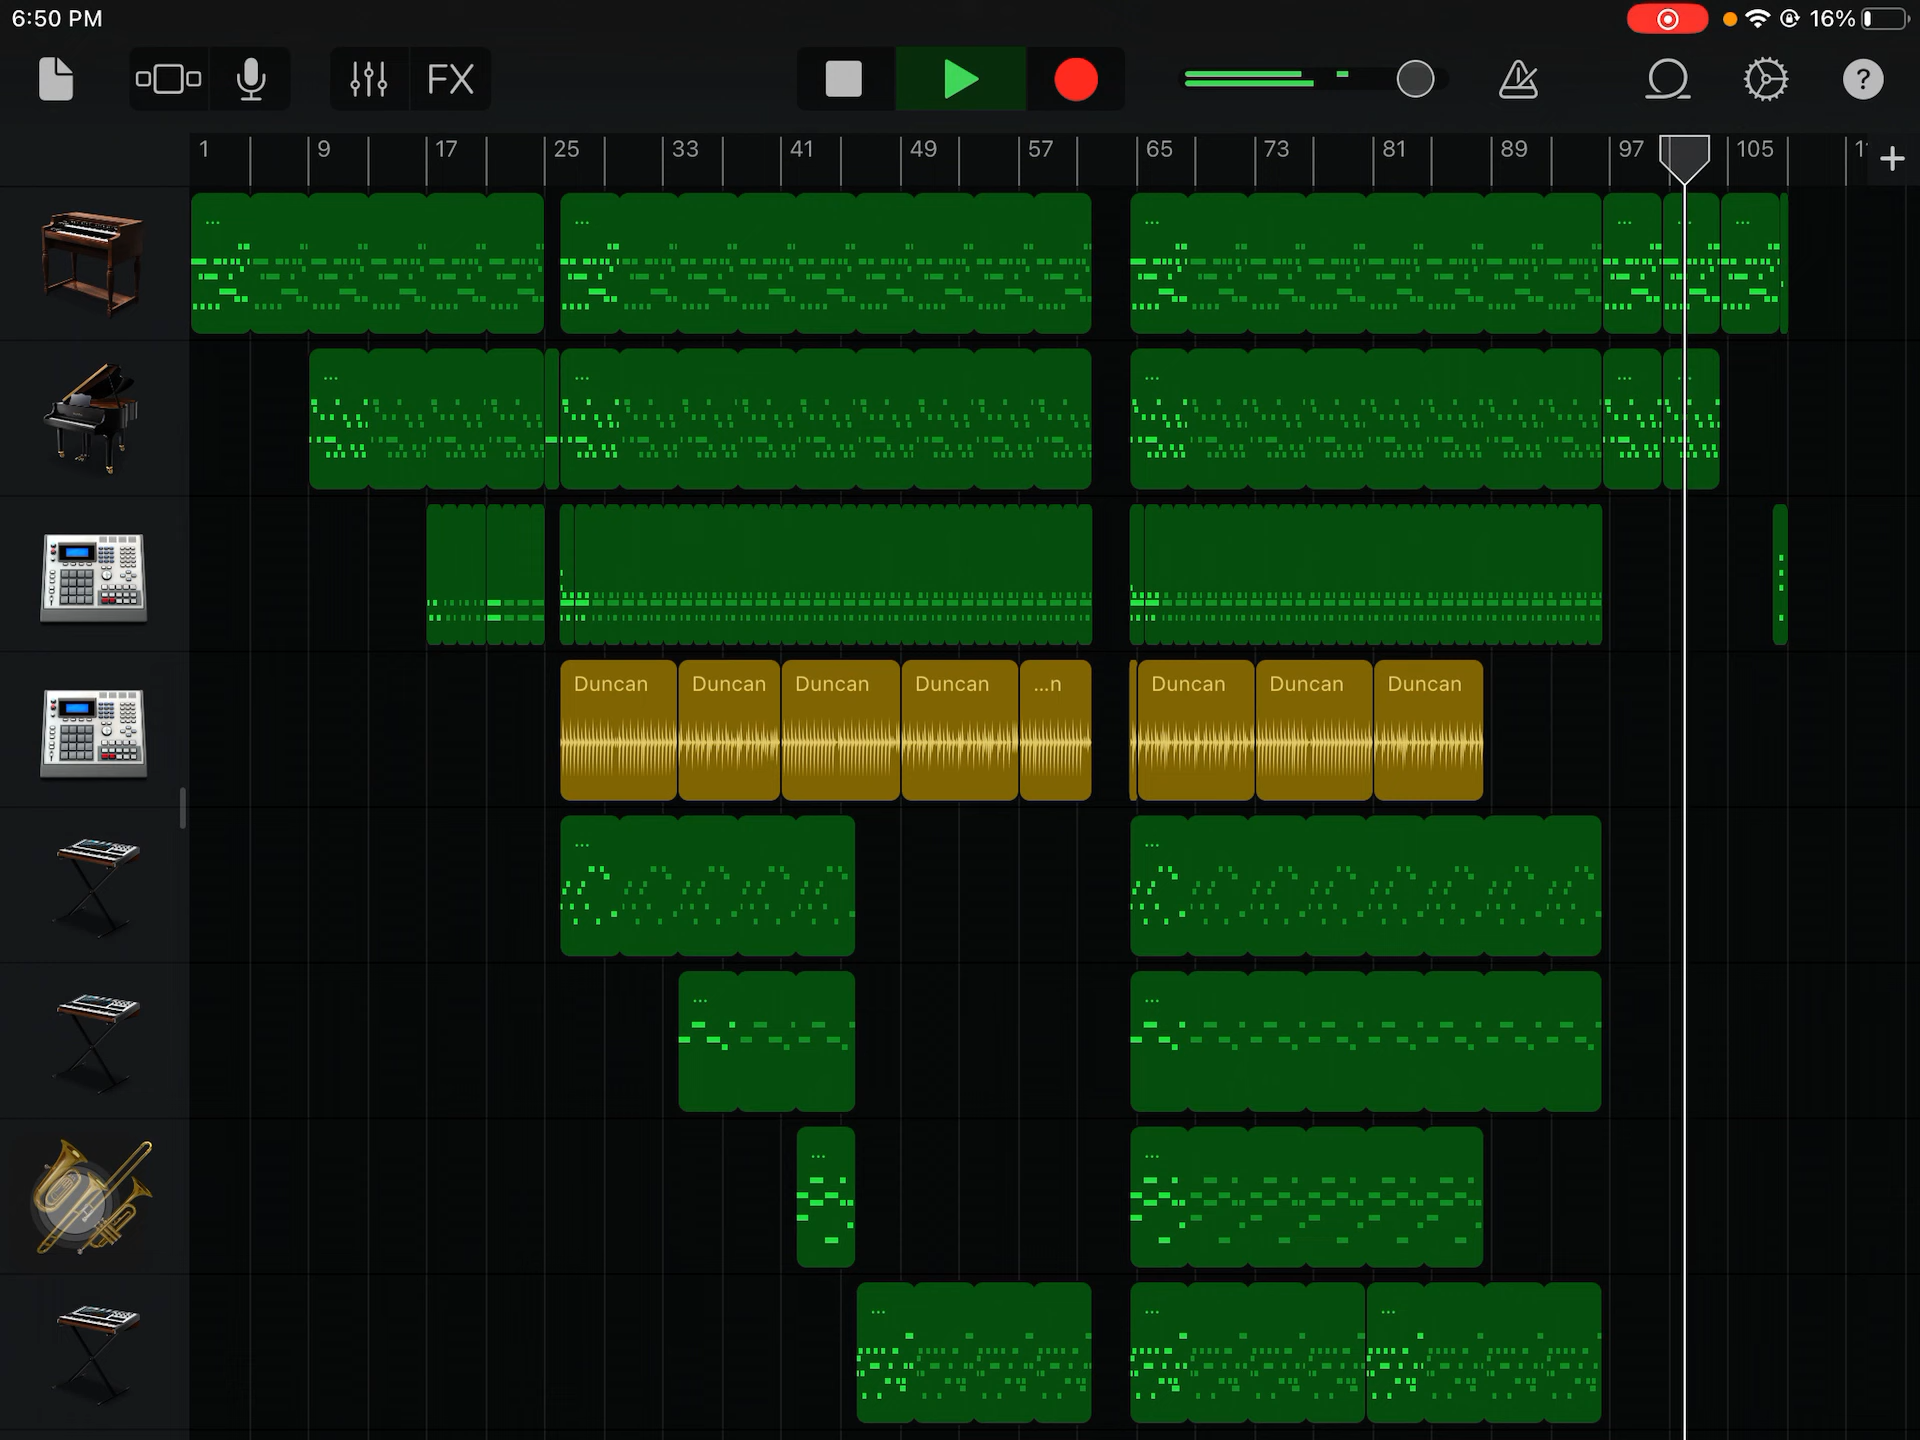 6:50 PM
16%
FX
?
1 9 17 25 33 41 49 57 65 73 81 89 97 105
Duncan Duncan Duncan Duncan ...n Duncan Duncan Duncan